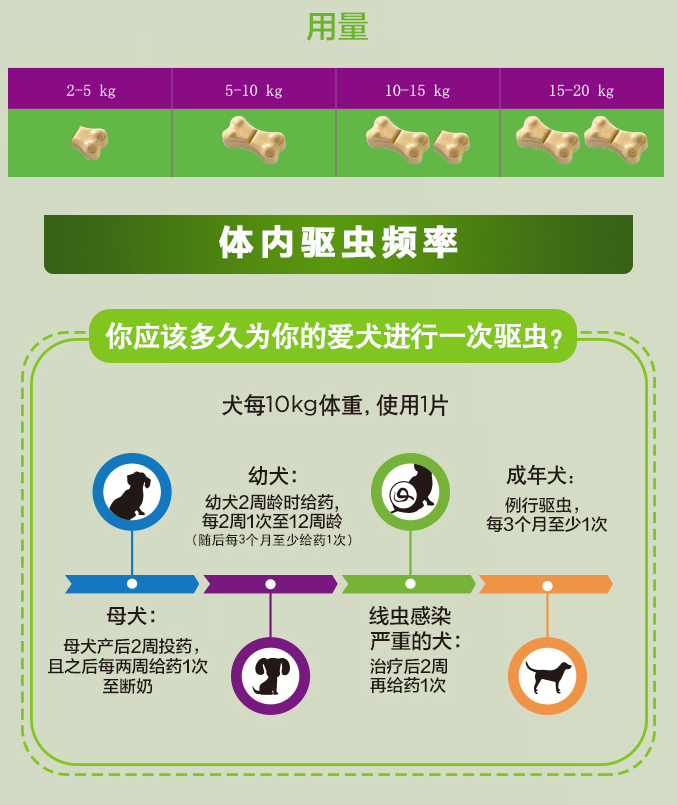 用量
2-5 kg
5-10 kg
10-15 kg
15-20 kg
体内驱虫频率
你应该多久为你的爱犬进行一次驱虫?
犬每10kg体重, 使用1片
母犬:
母犬产后2周投药,
且之后每两周给药1次
至断奶
幼犬:
幼犬2周龄时给药,
每2周1次至12周龄
(随后每3个月至少给药1次)
线虫感染
严重的犬:
治疗后2周
再给药1次
成年犬:
例行驱虫,
每3个月至少1次